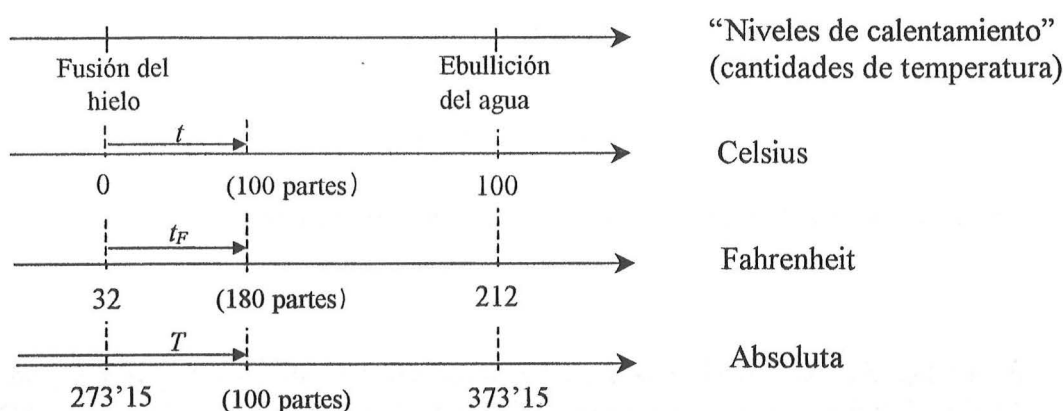 “Niveles de calentamiento”
(cantidades de temperatura)
Fusión del
hielo
Ebullición
del agua
t
Celsius
0 (100 partes) 100
t_F
Fahrenheit
32 (180 partes) 212
T
Absoluta
273’15 (100 partes) 373’15